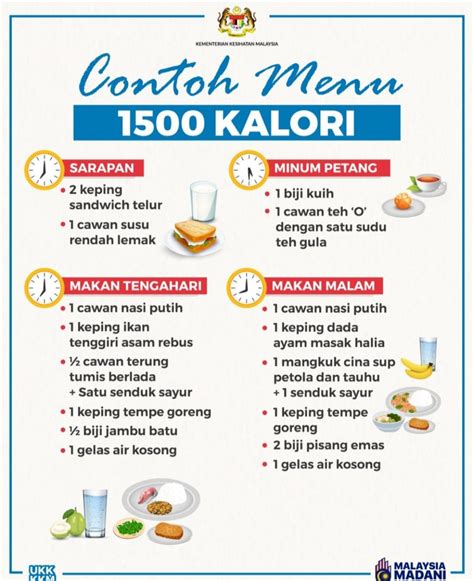 KEMENTERIAN KESIHATAN MALAYSIA
Contoh Menu
1500 KALORI
SARAPAN
• 2 keping
sandwich telur
• 1 cawan susu
rendah lemak
MINUM PETANG
• 1 biji kuih
• 1 cawan teh ‘O’
dengan satu sudu
teh gula
MAKAN TENGAHARI
• 1 cawan nasi putih
• 1 keping ikan
tenggiri asam rebus
• ½ cawan terung
tumis berlada
+ Satu senduk sayur
• 1 keping tempe goreng
• ½ biji jambu batu
• 1 gelas air kosong
MAKAN MALAM
• 1 cawan nasi putih
• 1 keping dada
ayam masak halia
• 1 mangkuk cina sup
petola dan tauhu
+ 1 senduk sayur
• 1 keping tempe
goreng
• 2 biji pisang emas
• 1 gelas air kosong
UKK
KKM
MALAYSIA
MADANI